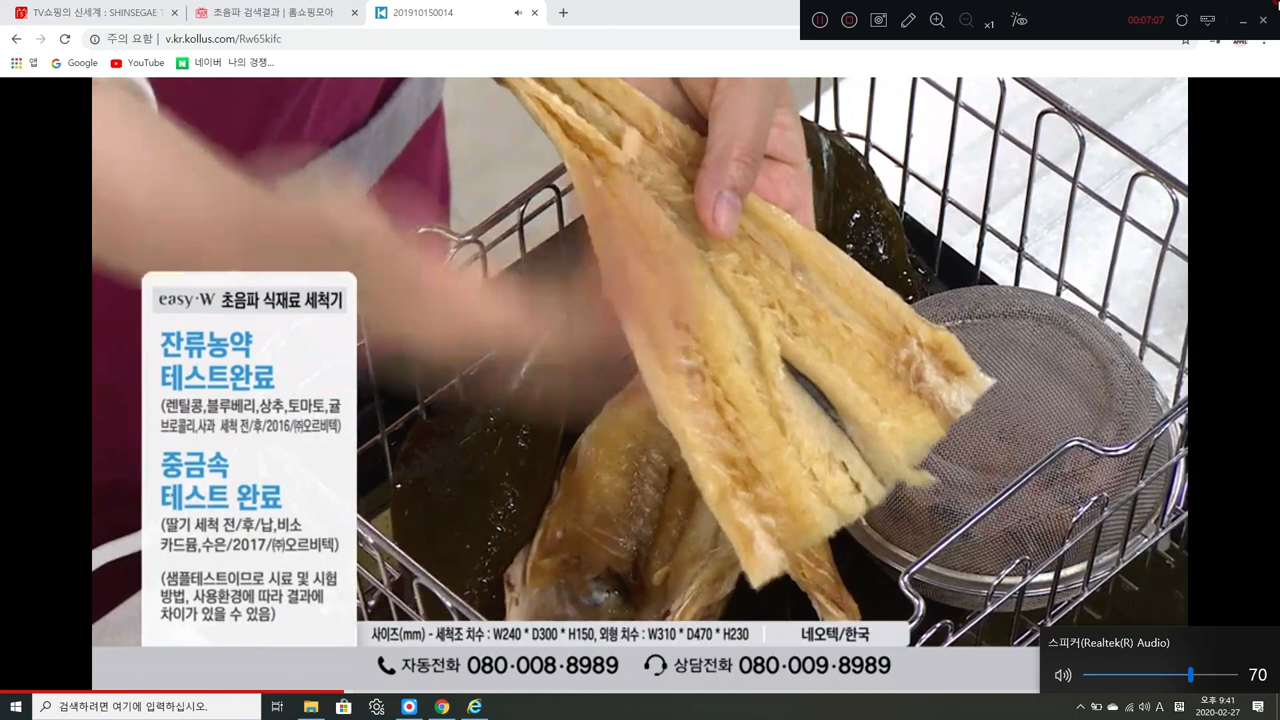 TV쇼핑의 신세계 : SHINSEGAE T
초음파 검색결과 | 홈쇼핑모아
201910150014
00:07:07
x1
주의 요함 | v.kr.kollus.com/Rw65kifc
앱
Google
YouTube
네이버
나의 경쟁...
easy·W 초음파 식재료 세척기
잔류농약
테스트완료
(렌틸콩,블루베리,상추,토마토,귤
브로콜리,사과 세척 전/후/2016/㈜오르비텍)
중금속
테스트 완료
(딸기 세척 전/후/납,비소
카드뮴,수은/2017/㈜오르비텍)
(샘플테스트이므로 시료 및 시험
방법, 사용환경에 따라 결과에
차이가 있을 수 있음)
사이즈(mm) - 세척조 치수 : W240 * D300 * H150, 외형 치수 : W310 * D470 * H230
네오텍/한국
자동전화 080·008·8989
상담전화 080·009·8989
스피커(Realtek(R) Audio)
70
검색하려면 여기에 입력하십시오.
A
오후 9:41
2020-02-27